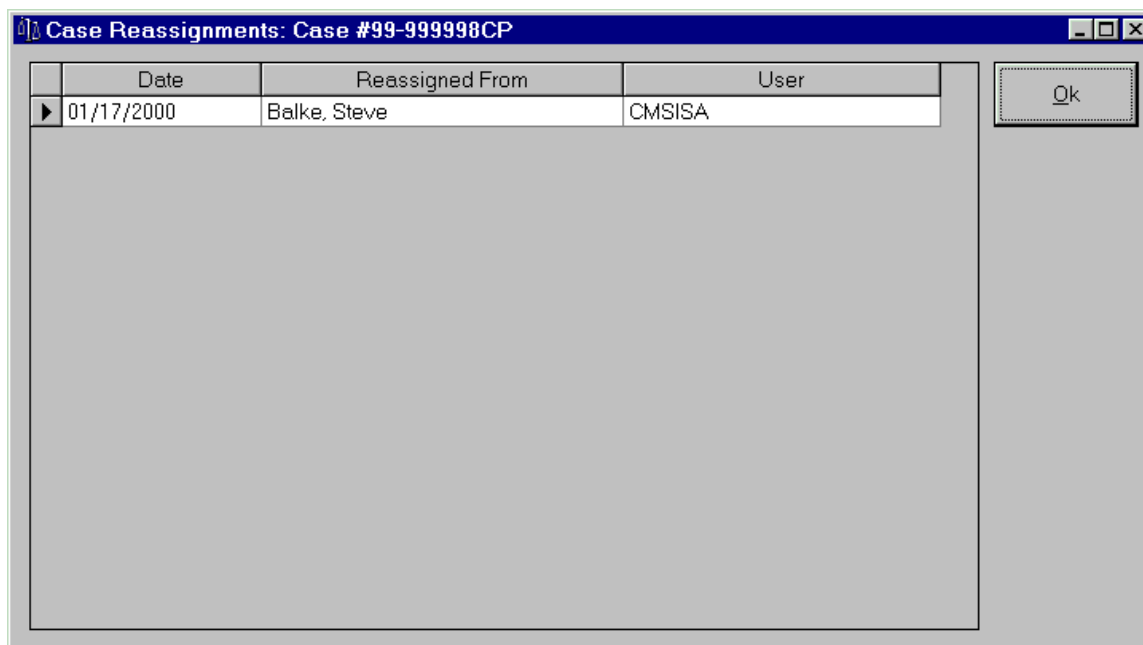 Case Reassignments: Case #99-999998CP
Date Reassigned From User
Ok
01/17/2000 Balke, Steve CMSISA